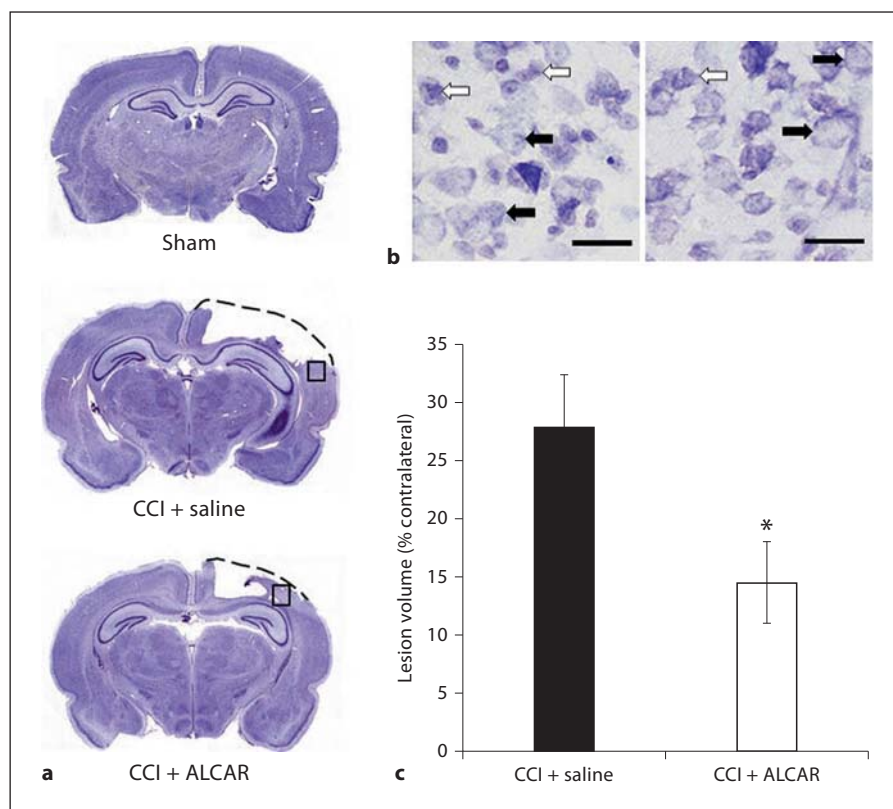 Sham
CCI + saline
a
CCI + ALCAR
b
c
Lesion volume (% contralateral)
35
30
25
20
15
10
5
0
*
CCI + saline
CCI + ALCAR